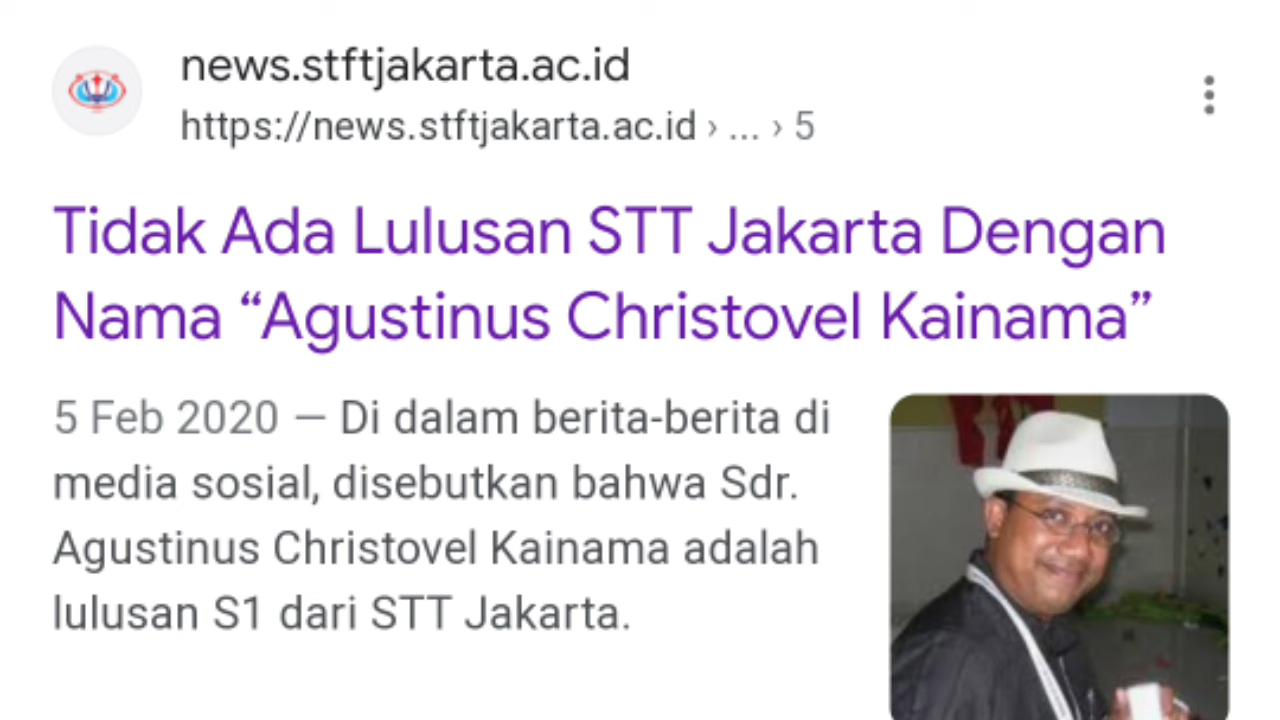 news.stftjakarta.ac.id
https://news.stftjakarta.ac.id › ... › 5
Tidak Ada Lulusan STT Jakarta Dengan
Nama “Agustinus Christovel Kainama”
5 Feb 2020 — Di dalam berita-berita di
media sosial, disebutkan bahwa Sdr.
Agustinus Christovel Kainama adalah
lulusan S1 dari STT Jakarta.